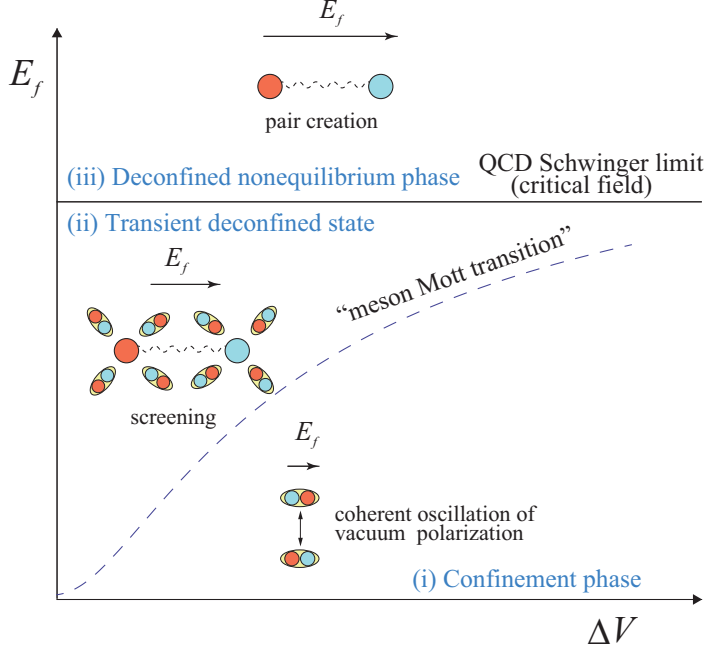 E_f
E_f
pair creation
QCD Schwinger limit
(critical field)
(iii) Deconfined nonequilibrium phase
(ii) Transient deconfined state
E_f
"meson Mott transition"
screening
E_f
coherent oscillation of
vacuum polarization
(i) Confinement phase
ΔV